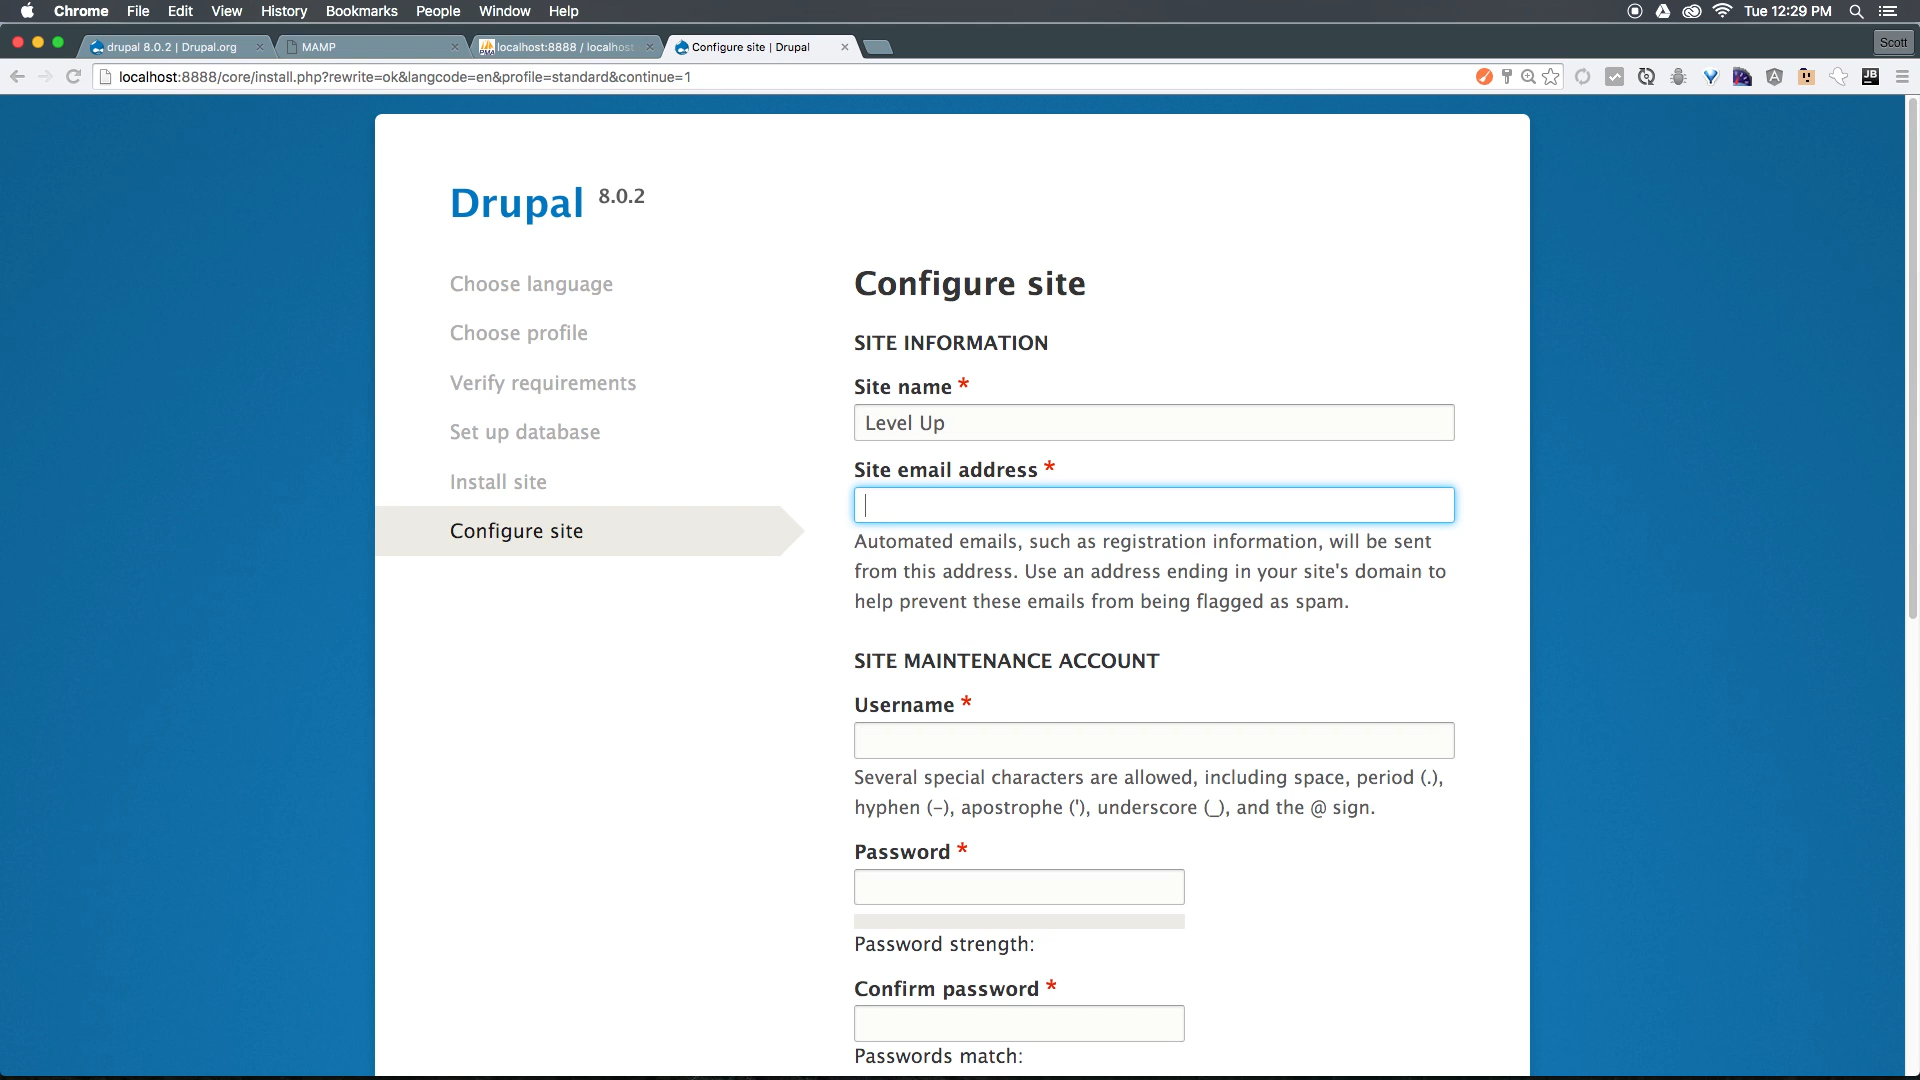 Chrome File Edit View History Bookmarks People Window Help Tue 12:29 PM
drupal 8.0.2 | Drupal.org MAMP localhost:8888 / localhost Configure site | Drupal Scott
localhost:8888/core/install.php?rewrite=ok&langcode=en&profile=standard&continue=1
JB
Drupal 8.0.2
Choose language
Choose profile
Verify requirements
Set up database
Install site
Configure site
Configure site
SITE INFORMATION
Site name *
Level Up
Site email address *
Automated emails, such as registration information, will be sent
from this address. Use an address ending in your site's domain to
help prevent these emails from being flagged as spam.
SITE MAINTENANCE ACCOUNT
Username *
Several special characters are allowed, including space, period (.),
hyphen (-), apostrophe ('), underscore (_), and the @ sign.
Password *
Password strength:
Confirm password *
Passwords match: